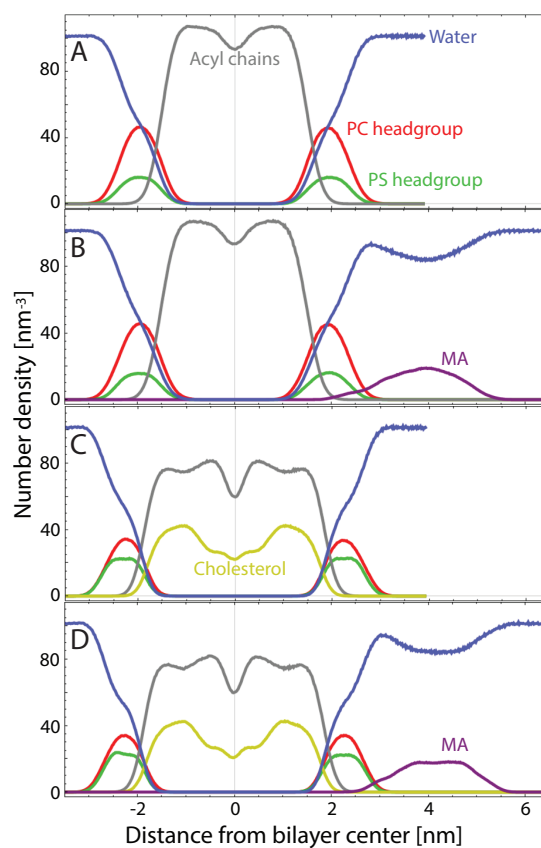 A
Water
Acyl chains
80
PC headgroup
40
PS headgroup
0
B
80
40
MA
0
C
80
40
Cholesterol
0
D
80
MA
40
0
-2
0
2
4
6
Number density [nm-3]
Distance from bilayer center [nm]